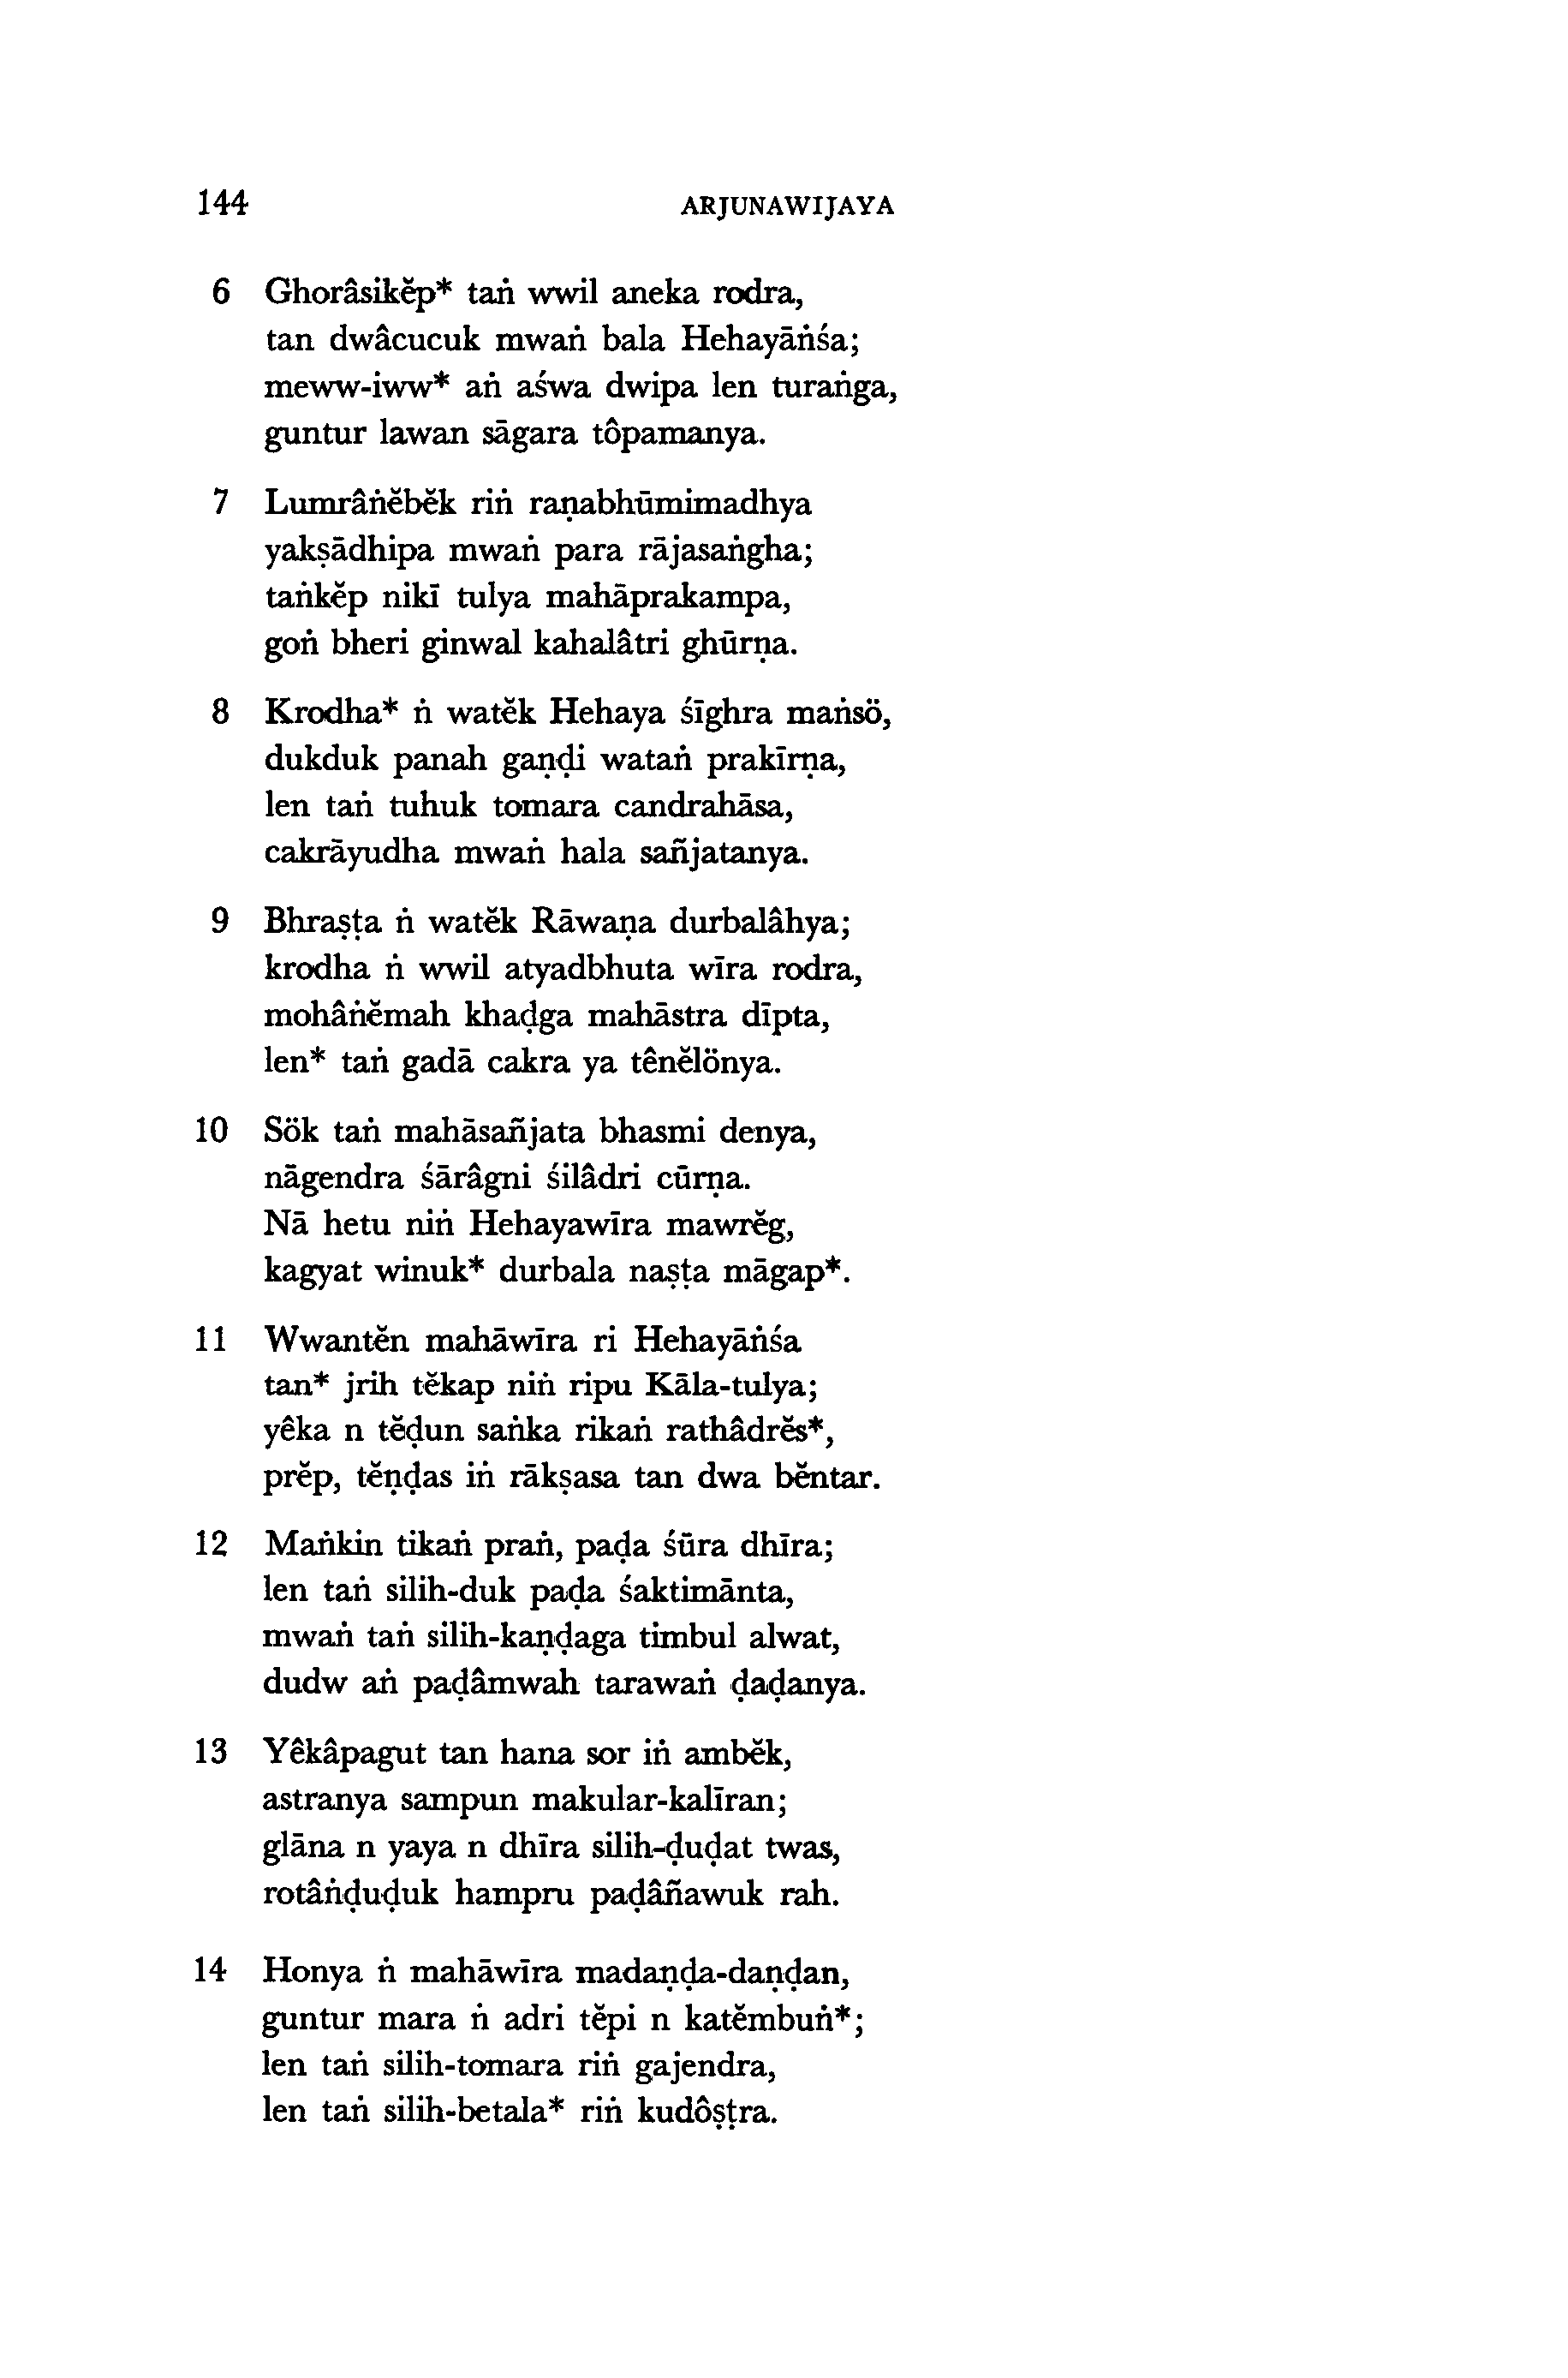 144 ARJUNAWIJAYA
6 Ghorâsikĕp* taṅ wwil aneka rodra,
tan dwâcucuk mwaṅ bala Hehayāṅśa;
meww-iww* aṅ aśwa dwipa len turaṅga,
guntur lawan sāgara tôpamanya.
7 Lumrâṅĕbĕk riṅ raṇabhūmimadhya
yakṣādhipa mwaṅ para rājasaṅgha;
taṅkĕp nikī tulya mahāprakampa,
goṅ bheri ginwal kahalâtri ghūrṇa.
8 Krodha* ṅ watĕk Hehaya śīghra maṅsö,
dukduk panah gaṇḍi wataṅ prakīrṇa,
len taṅ tuhuk tomara candrahāsa,
cakrāyudha mwaṅ hala sañjatanya.
9 Bhraṣṭa ṅ watĕk Rāwaṇa durbalâhya;
krodha ṅ wwil atyadbhuta wīra rodra,
mohâṅĕmah khaḍga mahāstra dīpta,
len* taṅ gadā cakra ya tênĕlönya.
10 Sök taṅ mahāsañjata bhasmi denya,
nāgendra śārâgni śilâdri cūrṇa.
Nā hetu niṅ Hehayawīra mawrĕg,
kagyat winuk* durbala naṣṭa māgap*.
11 Wwantĕn mahāwīra ri Hehayāṅśa
tan* jrih tĕkap niṅ ripu Kāla-tulya;
yêka n tĕḍun saṅka rikaṅ rathâdrĕs*,
prĕp, tĕṇḍas iṅ rākṣasa tan dwa bĕntar.
12 Maṅkin tikaṅ praṅ, paḍa śūra dhīra;
len taṅ silih-duk paḍa śaktimānta,
mwaṅ taṅ silih-kaṇḍaga timbul alwat,
dudw aṅ paḍâmwah tarawaṅ ḍaḍanya.
13 Yêkâpagut tan hana sor iṅ ambĕk,
astranya sampun makular-kalīran;
glāna n yaya n dhīra silih-ḍuḍat twas,
rotâṅḍuḍuk hampru paḍâñawuk rah.
14 Honya ṅ mahāwīra madaṇḍa-daṇḍan,
guntur mara ṅ adri tĕpi n katĕmbuṅ*;
len taṅ silih-tomara riṅ gajendra,
len taṅ silih-betala* riṅ kudôṣṭra.